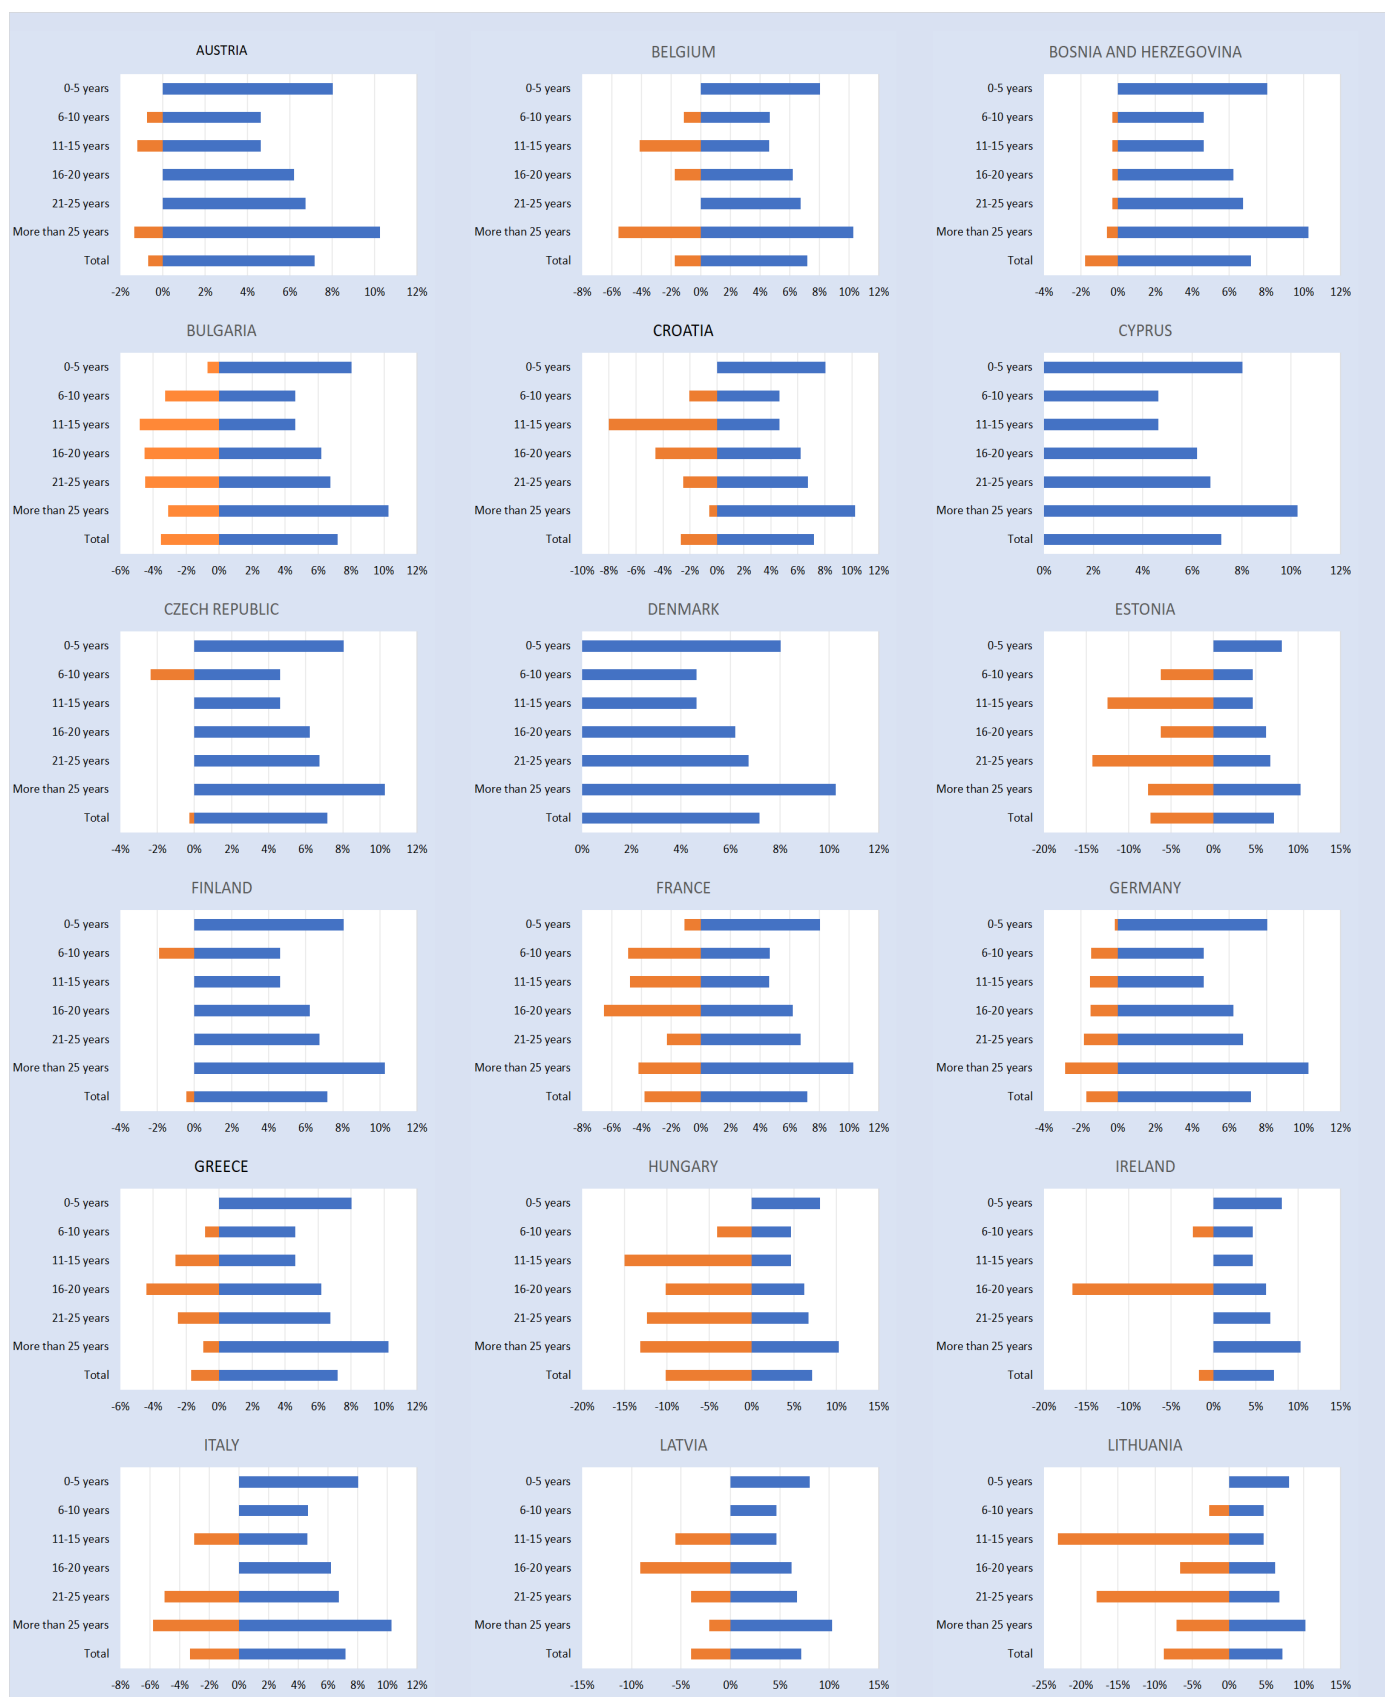 AUSTRIA
0-5 years
6-10 years
11-15 years
16-20 years
21-25 years
More than 25 years
Total
-2% 0% 2% 4% 6% 8% 10% 12%
BELGIUM
0-5 years
6-10 years
11-15 years
16-20 years
21-25 years
More than 25 years
Total
-8% -6% -4% -2% 0% 2% 4% 6% 8% 10% 12%
BOSNIA AND HERZEGOVINA
0-5 years
6-10 years
11-15 years
16-20 years
21-25 years
More than 25 years
Total
-4% -2% 0% 2% 4% 6% 8% 10% 12%
BULGARIA
0-5 years
6-10 years
11-15 years
16-20 years
21-25 years
More than 25 years
Total
-6% -4% -2% 0% 2% 4% 6% 8% 10% 12%
CROATIA
0-5 years
6-10 years
11-15 years
16-20 years
21-25 years
More than 25 years
Total
-10% -8% -6% -4% -2% 0% 2% 4% 6% 8% 10% 12%
CYPRUS
0-5 years
6-10 years
11-15 years
16-20 years
21-25 years
More than 25 years
Total
0% 2% 4% 6% 8% 10% 12%
CZECH REPUBLIC
0-5 years
6-10 years
11-15 years
16-20 years
21-25 years
More than 25 years
Total
-4% -2% 0% 2% 4% 6% 8% 10% 12%
DENMARK
0-5 years
6-10 years
11-15 years
16-20 years
21-25 years
More than 25 years
Total
0% 2% 4% 6% 8% 10% 12%
ESTONIA
0-5 years
6-10 years
11-15 years
16-20 years
21-25 years
More than 25 years
Total
-20% -15% -10% -5% 0% 5% 10% 15%
FINLAND
0-5 years
6-10 years
11-15 years
16-20 years
21-25 years
More than 25 years
Total
-4% -2% 0% 2% 4% 6% 8% 10% 12%
FRANCE
0-5 years
6-10 years
11-15 years
16-20 years
21-25 years
More than 25 years
Total
-8% -6% -4% -2% 0% 2% 4% 6% 8% 10% 12%
GERMANY
0-5 years
6-10 years
11-15 years
16-20 years
21-25 years
More than 25 years
Total
-4% -2% 0% 2% 4% 6% 8% 10% 12%
GREECE
0-5 years
6-10 years
11-15 years
16-20 years
21-25 years
More than 25 years
Total
-6% -4% -2% 0% 2% 4% 6% 8% 10% 12%
HUNGARY
0-5 years
6-10 years
11-15 years
16-20 years
21-25 years
More than 25 years
Total
-20% -15% -10% -5% 0% 5% 10% 15%
IRELAND
0-5 years
6-10 years
11-15 years
16-20 years
21-25 years
More than 25 years
Total
-20% -15% -10% -5% 0% 5% 10% 15%
ITALY
0-5 years
6-10 years
11-15 years
16-20 years
21-25 years
More than 25 years
Total
-8% -6% -4% -2% 0% 2% 4% 6% 8% 10% 12%
LATVIA
0-5 years
6-10 years
11-15 years
16-20 years
21-25 years
More than 25 years
Total
-15% -10% -5% 0% 5% 10% 15%
LITHUANIA
0-5 years
6-10 years
11-15 years
16-20 years
21-25 years
More than 25 years
Total
-25% -20% -15% -10% -5% 0% 5% 10% 15%